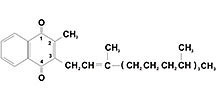 O
1 CH₃
2
CH₃ CH₃
4 3
CH₂CH=C—(CH₂CH₂CH₂CH)₃CH₃
O